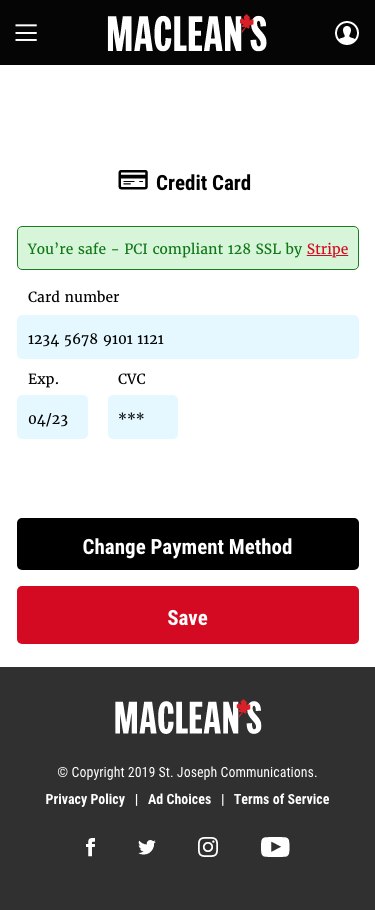 MACLEAN'S
Credit Card
You're safe - PCI compliant 128 SSL by Stripe
Card number
1234 5678 9101 1121
Exp. CVC
04/23 ***
Change Payment Method
Save
MACLEAN'S
© Copyright 2019 St. Joseph Communications.
Privacy Policy | Ad Choices | Terms of Service